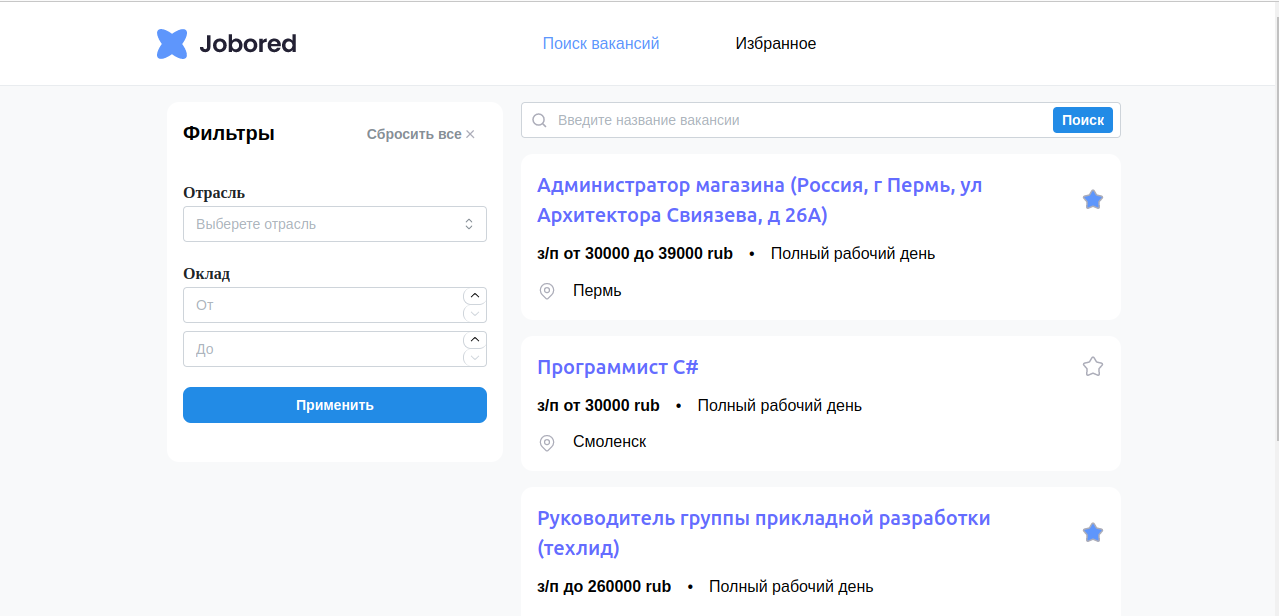 Jobored
Поиск вакансий
Избранное
Фильтры
Сбросить все
Отрасль
Выберете отрасль
Оклад
От
До
Применить
Введите название вакансии
Поиск
Администратор магазина (Россия, г Пермь, ул
Архитектора Свиязева, д 26А)
з/п от 30000 до 39000 rub • Полный рабочий день
Пермь
Программист C#
з/п от 30000 rub • Полный рабочий день
Смоленск
Руководитель группы прикладной разработки
(техлид)
з/п до 260000 rub • Полный рабочий день